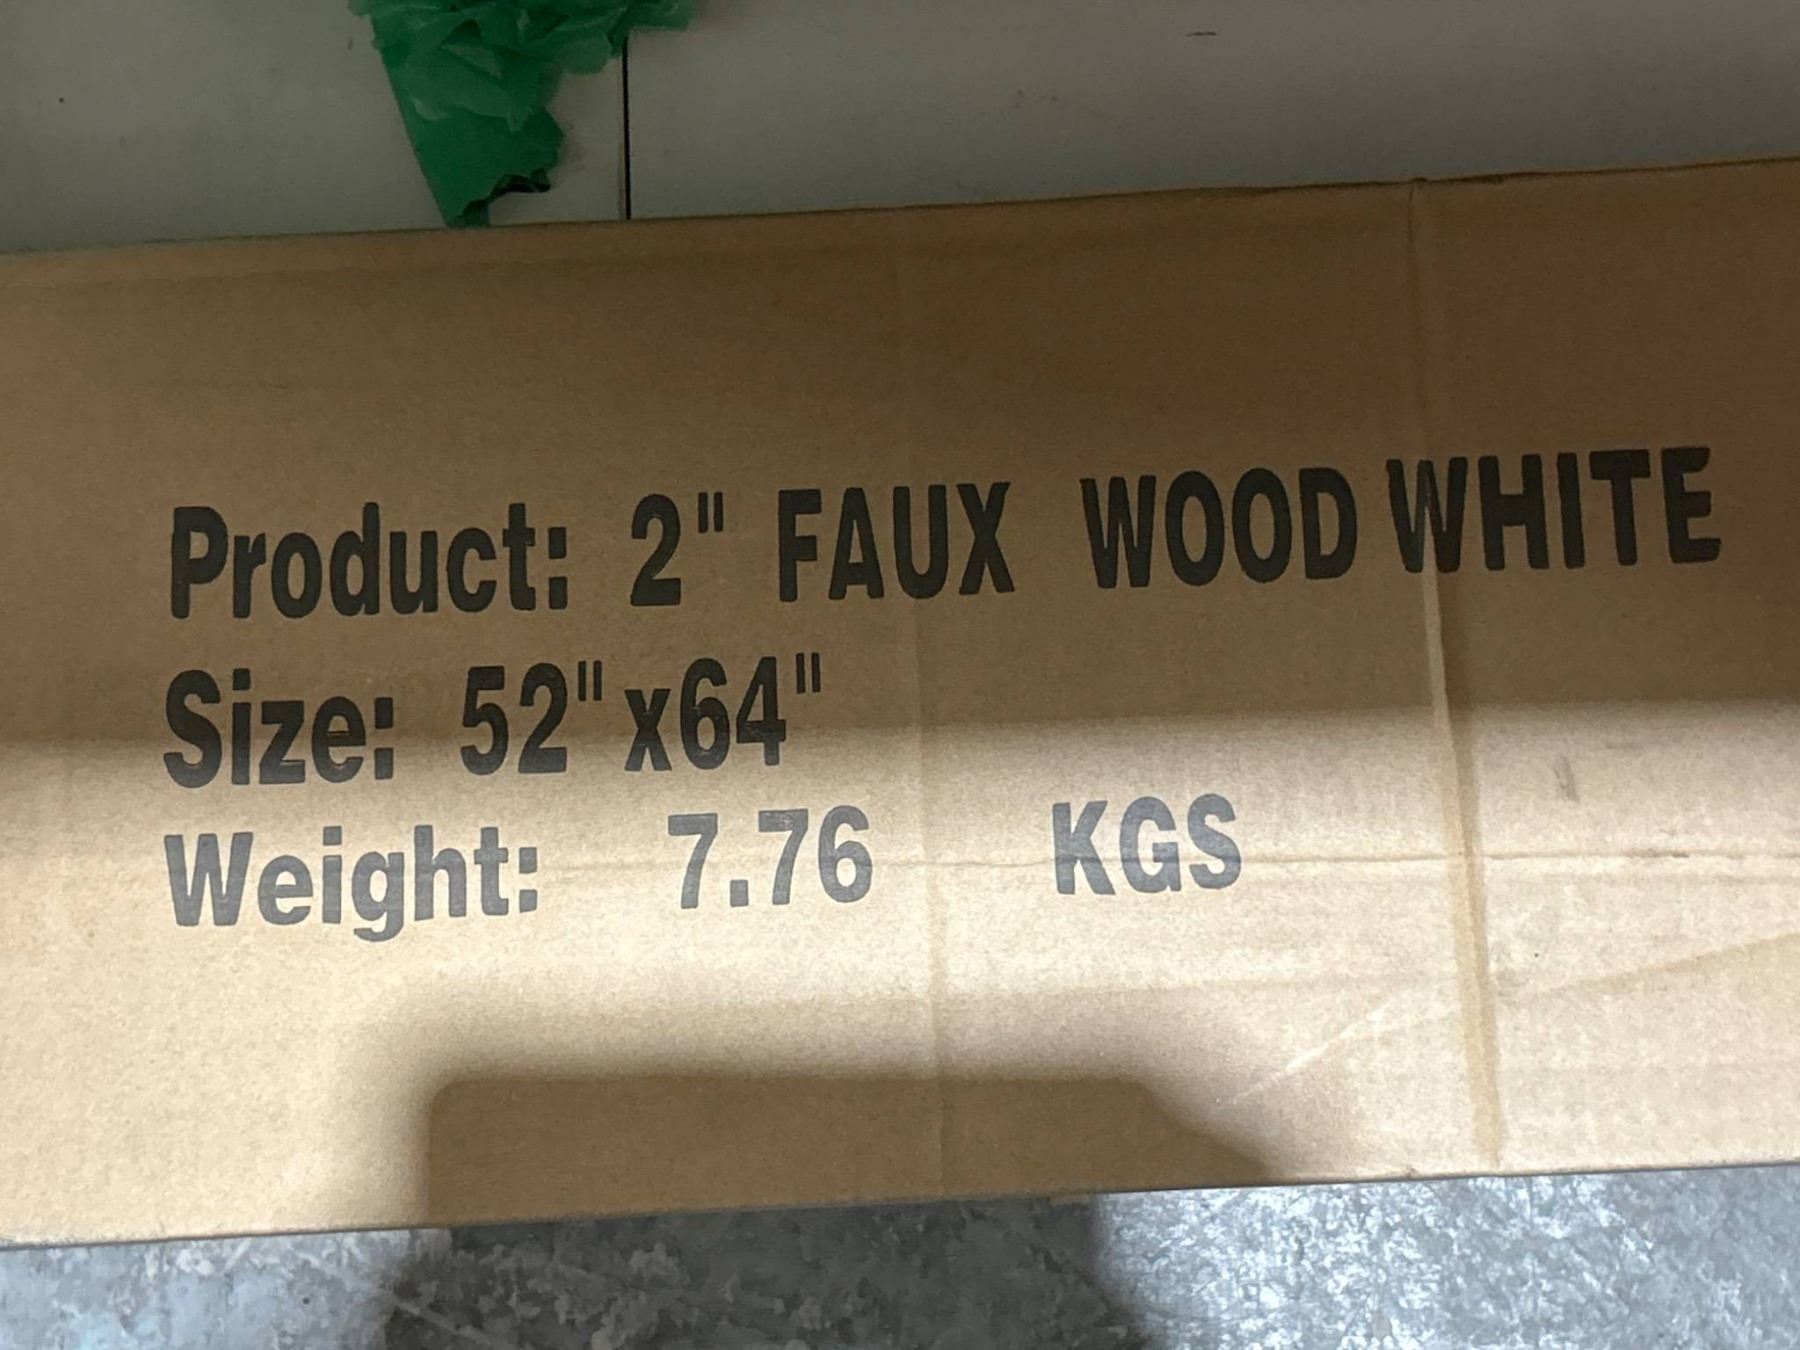 Product: 2" FAUX WOOD WHITE
Size: 52"x64"
Weight: 7.76 KGS